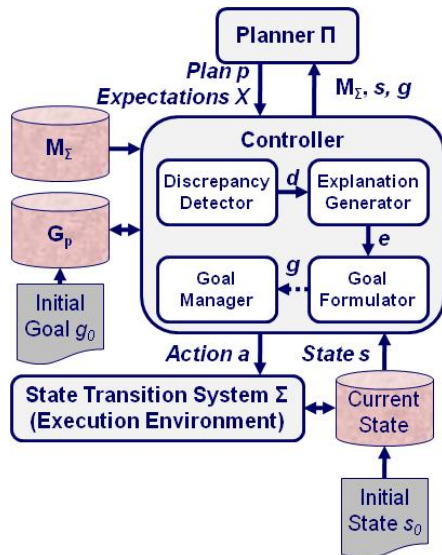 Planner Π
Plan p
Expectations X
M_Σ, s, g
Controller
M_Σ
Discrepancy
Detector
d
Explanation
Generator
e
G_p
Goal
Manager
g
Goal
Formulator
Initial
Goal g_0
Action a
State s
State Transition System Σ
(Execution Environment)
Current
State
Initial
State s_0